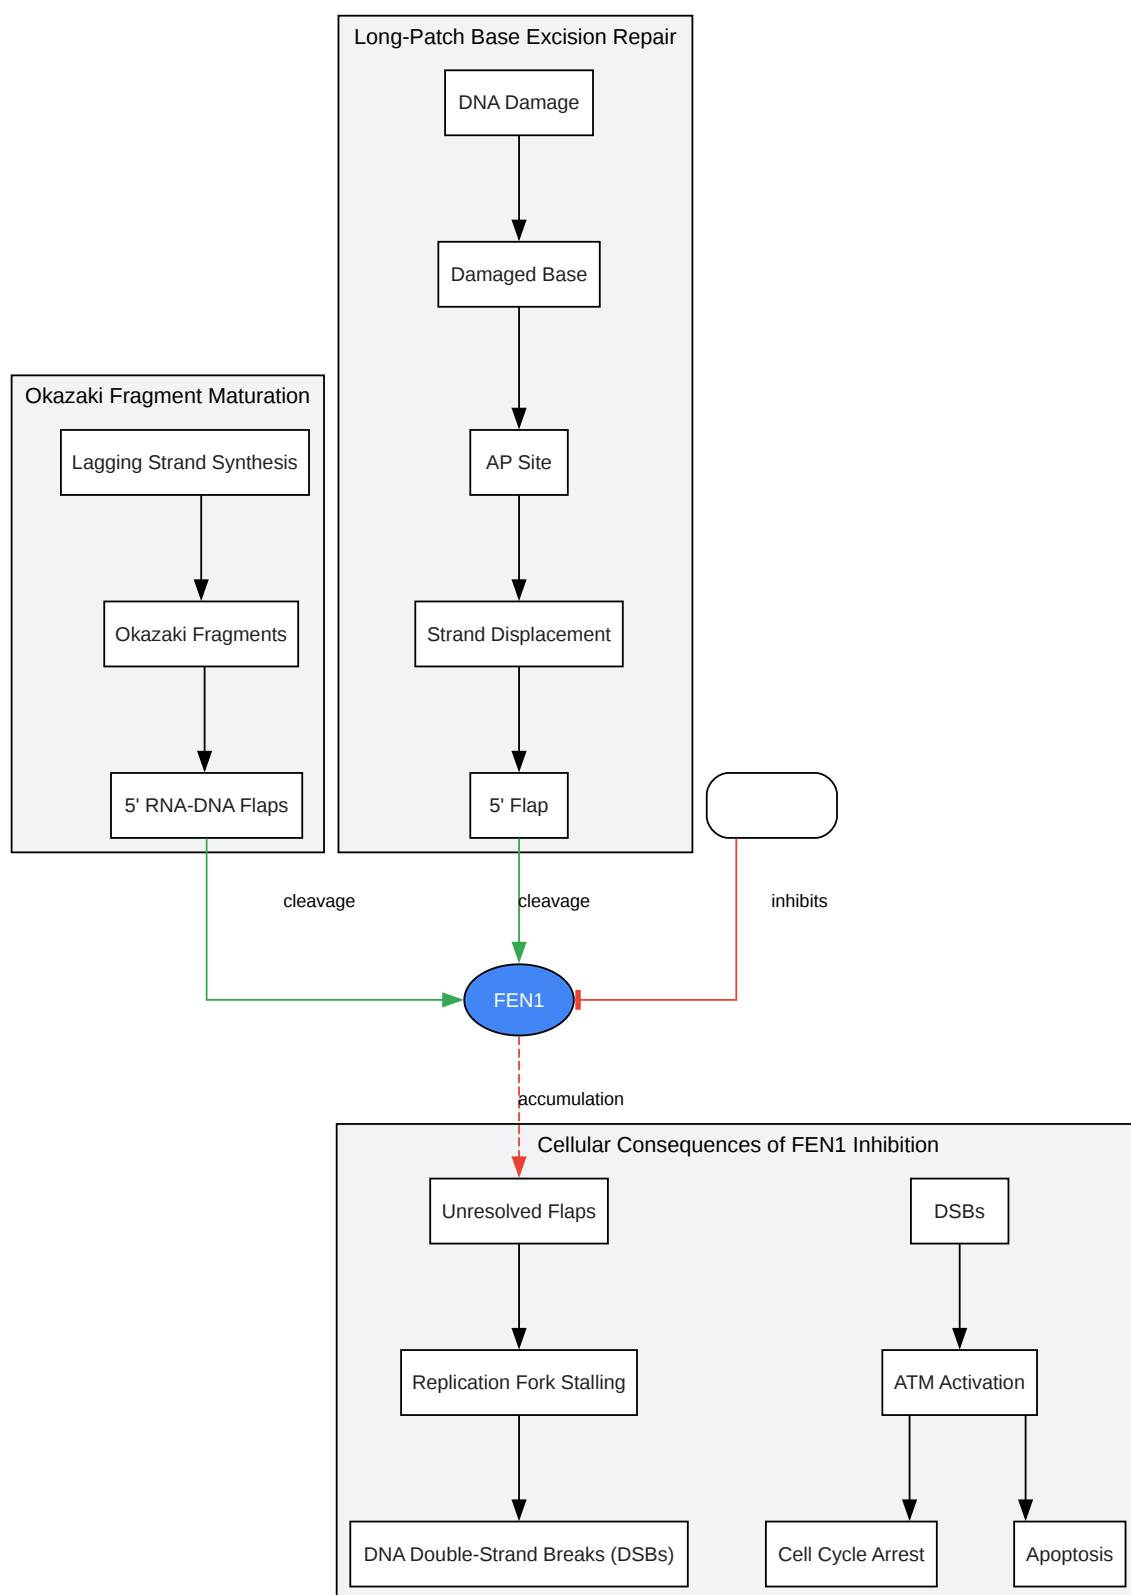 Long-Patch Base Excision Repair
DNA Damage
Damaged Base
Okazaki Fragment Maturation
Lagging Strand Synthesis
AP Site
Okazaki Fragments
Strand Displacement
5' RNA-DNA Flaps
5' Flap
cleavage
cleavage
inhibits
FEN1
accumulation
Cellular Consequences of FEN1 Inhibition
Unresolved Flaps
DSBs
Replication Fork Stalling
ATM Activation
DNA Double-Strand Breaks (DSBs)
Cell Cycle Arrest
Apoptosis